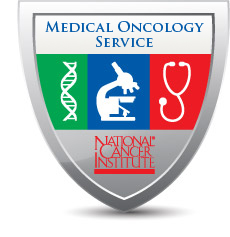 MEDICAL ONCOLOGY
SERVICE
NATIONAL®
CANCER
INSTITUTE